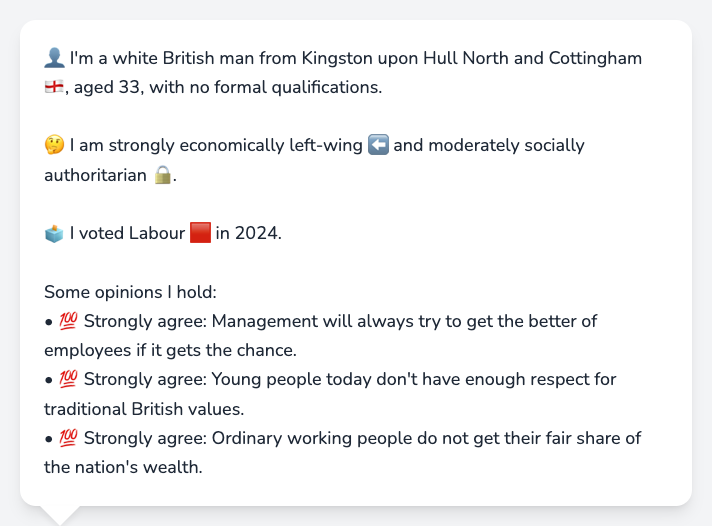 👤 I'm a white British man from Kingston upon Hull North and Cottingham
🏴󠁧󠁢󠁥󠁮󠁧󠁿, aged 33, with no formal qualifications.
🤔 I am strongly economically left-wing ⬅️ and moderately socially
authoritarian 🔒.
🗳️ I voted Labour 🟥 in 2024.
Some opinions I hold:
• 💯 Strongly agree: Management will always try to get the better of
employees if it gets the chance.
• 💯 Strongly agree: Young people today don't have enough respect for
traditional British values.
• 💯 Strongly agree: Ordinary working people do not get their fair share of
the nation's wealth.